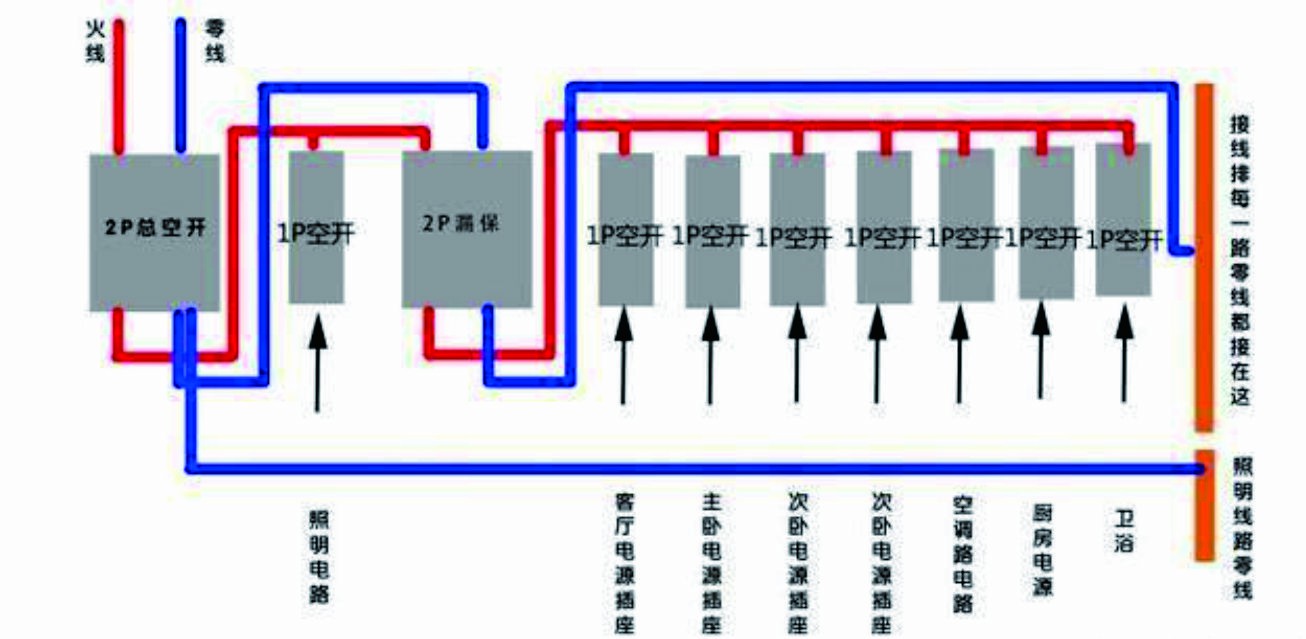 火线
零线
2P总空开
1P空开
2P漏保
1P空开
1P空开
1P空开
1P空开
1P空开
1P空开
1P空开
接线排每一路零线都接在这
照明线路零线
照明电路
客厅电源插座
主卧电源插座
次卧电源插座
次卧电源插座
空调路电路
厨房电源
卫浴